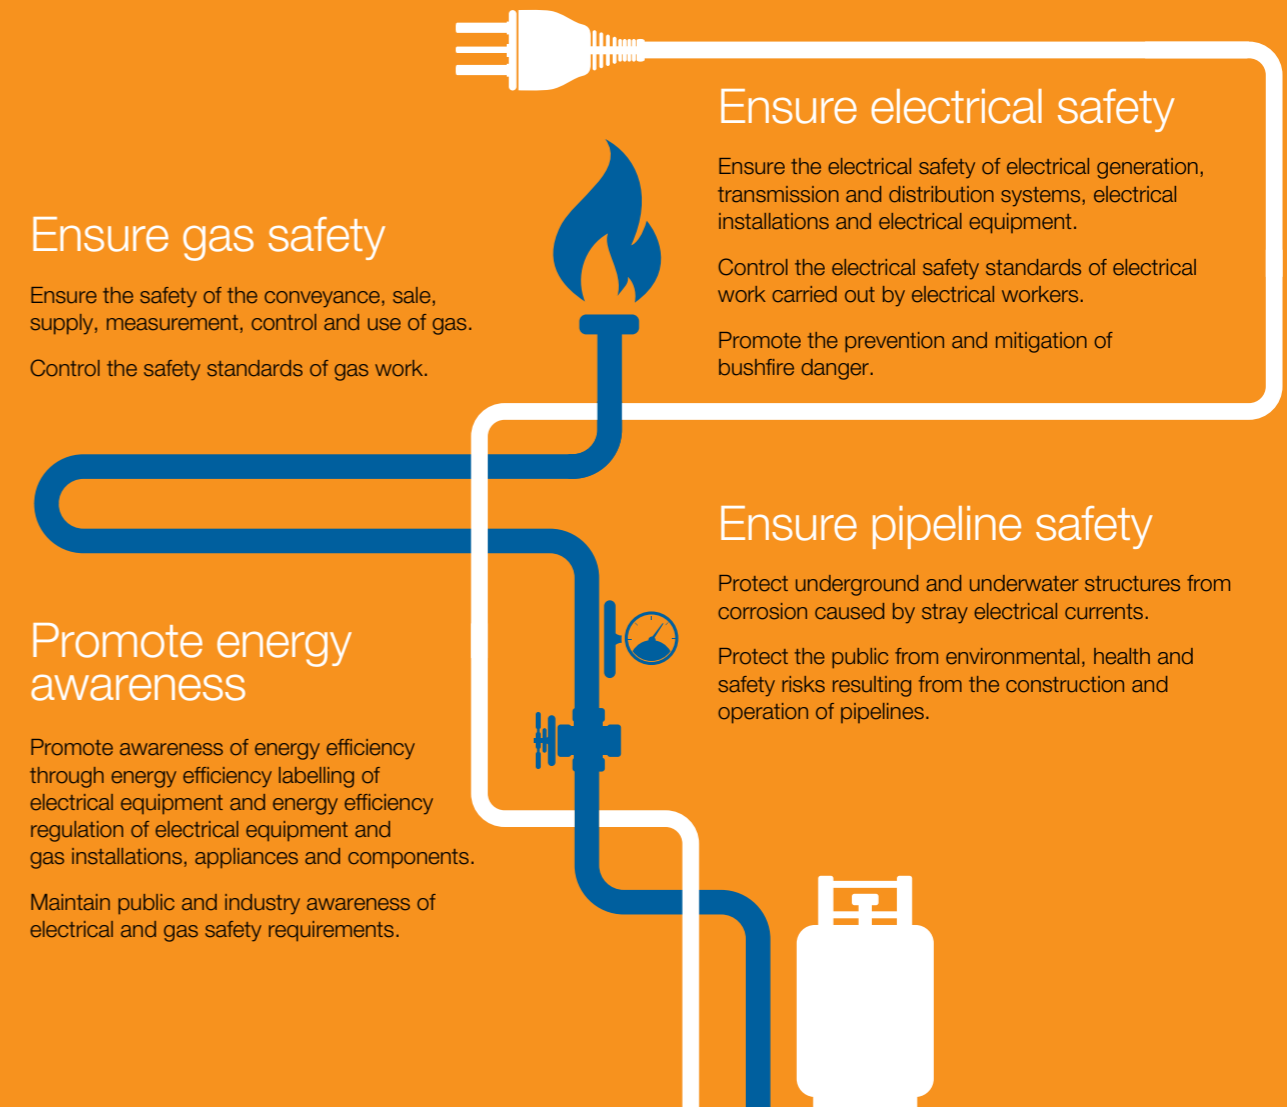 Ensure electrical safety
Ensure the electrical safety of electrical generation,
transmission and distribution systems, electrical
installations and electrical equipment.
Control the electrical safety standards of electrical
work carried out by electrical workers.
Promote the prevention and mitigation of
bushfire danger.
Ensure gas safety
Ensure the safety of the conveyance, sale,
supply, measurement, control and use of gas.
Control the safety standards of gas work.
Ensure pipeline safety
Protect underground and underwater structures from
corrosion caused by stray electrical currents.
Protect the public from environmental, health and
safety risks resulting from the construction and
operation of pipelines.
Promote energy
awareness
Promote awareness of energy efficiency
through energy efficiency labelling of
electrical equipment and energy efficiency
regulation of electrical equipment and
gas installations, appliances and components.
Maintain public and industry awareness of
electrical and gas safety requirements.